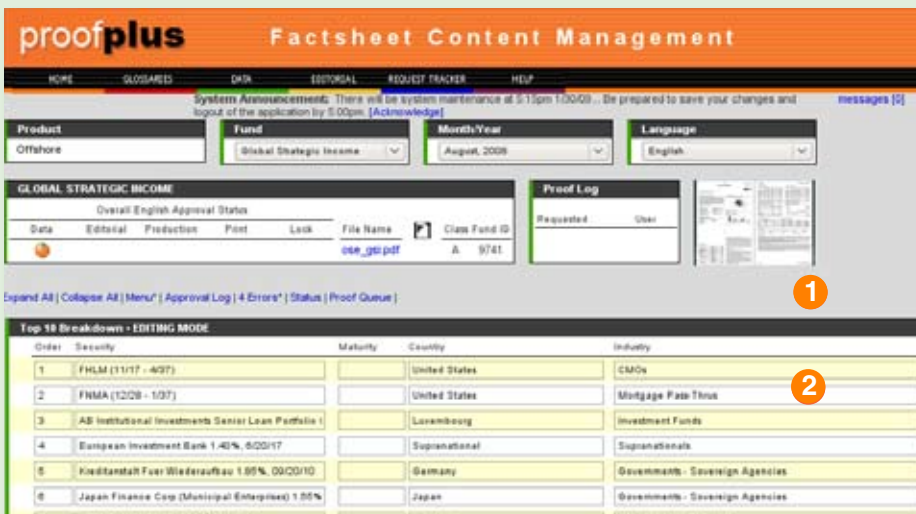 proofplus Factsheet Content Management
HOME GLOSSARIES DATA EDITORIAL REQUEST TRACKER HELP
System Announcement: There will be system maintenance at 5:15pm 1/30/09... Be prepared to save your changes and messages [0]
logout of the application by 5:00pm. [Acknowledge]
Product Fund Month/Year Language
Offshore Global Strategic Income August, 2008 English
GLOBAL STRATEGIC INCOME Proof Log
Overall English Approval Status
Data Editorial Production Print Lock File Name Class Fund ID Requested User
ose_gsi.pdf A 9741
1
Expand All | Collapse All | Menu* | Approval Log | 4 Errors* | Status | Proof Queue |
Top 10 Breakdown - EDITING MODE
Order Security Maturity Country Industry
1 FHLM (11/17 - 4/37) United States CMOs
2 FNMA (12/28 - 1/37) United States Mortgage Pass Thrus
2
3 AB Institutional Investments Senior Loan Portfolio Luxembourg Investment Funds
4 European Investment Bank 1.40%, 6/20/17 Supranational Supranationals
5 Kreditanstalt Fuer Wiederaufbau 1.85%, 09/20/10 Germany Governments - Sovereign Agencies
6 Japan Finance Corp (Municipal Enterprises) 1.55% Japan Governments - Sovereign Agencies